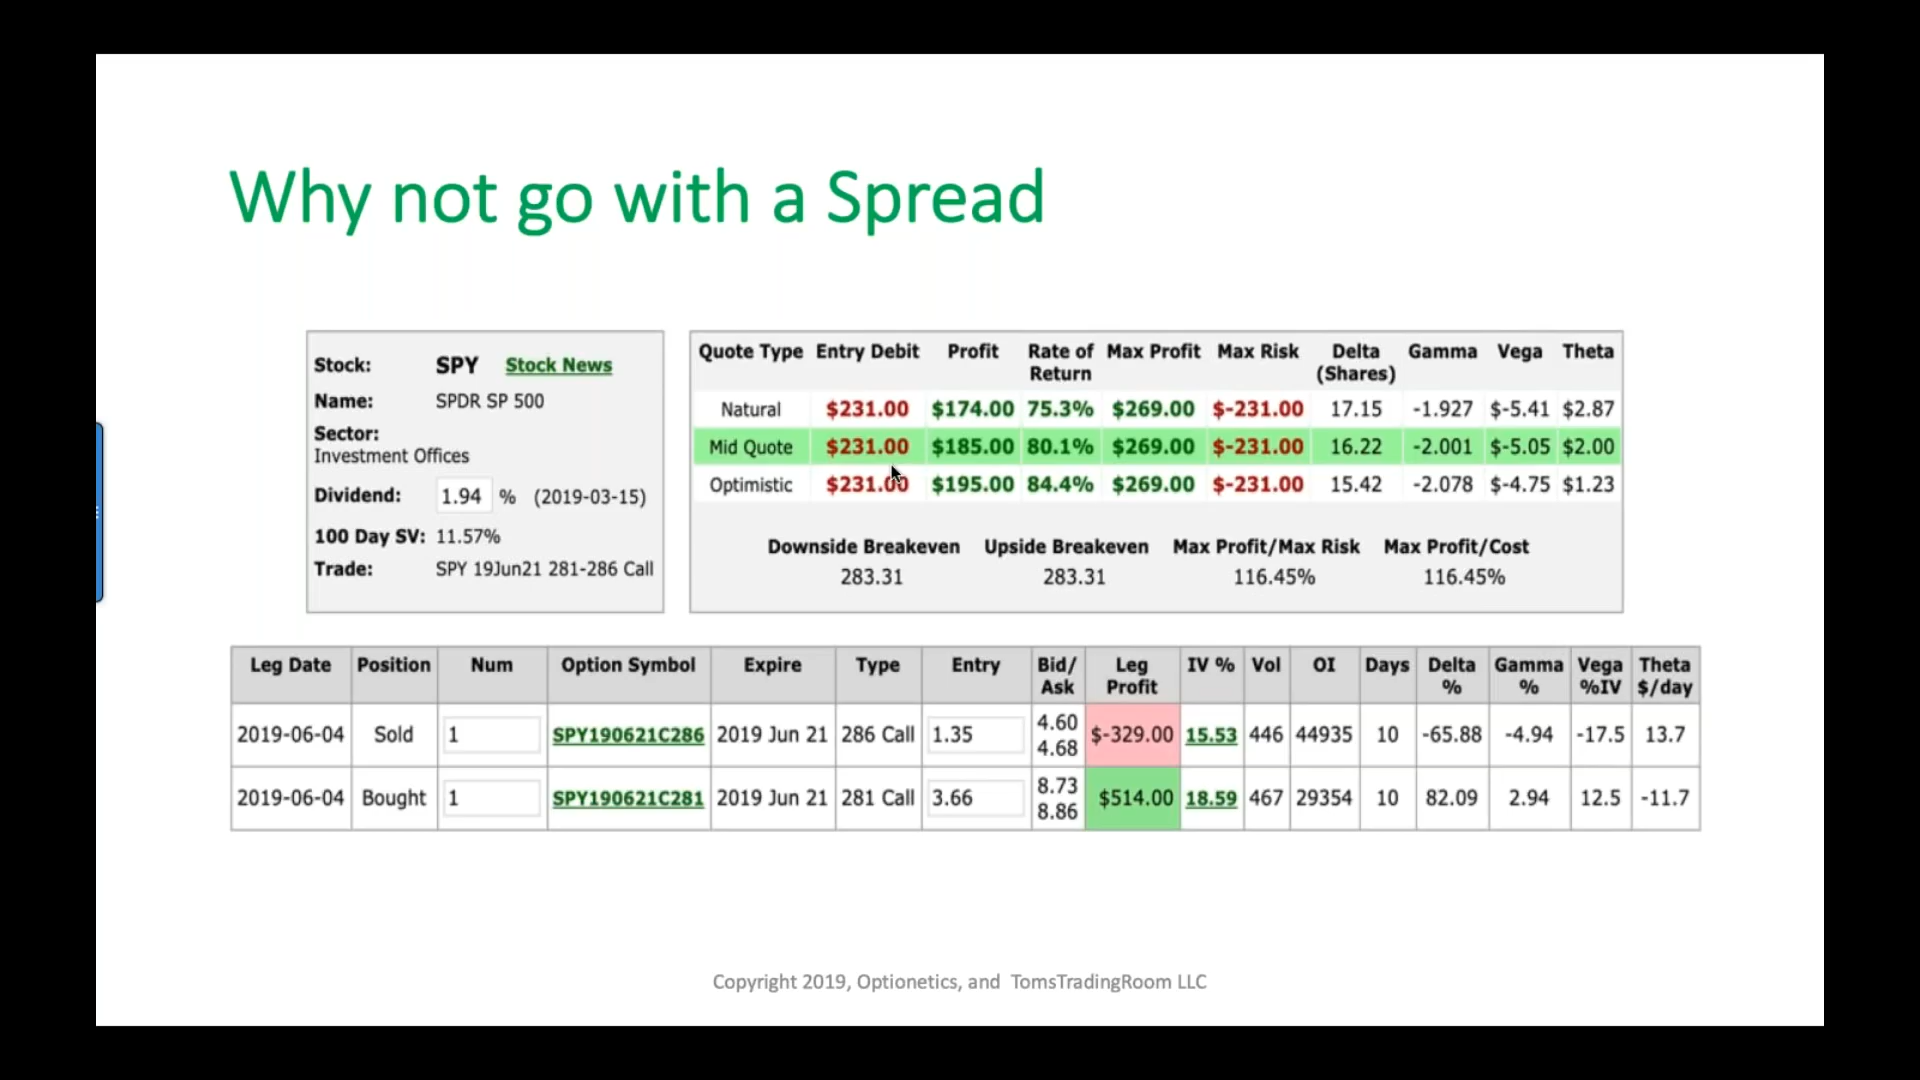 Why not go with a Spread
Stock: SPY Stock News
Name: SPDR SP 500
Sector:
Investment Offices
Dividend: 1.94 % (2019-03-15)
100 Day SV: 11.57%
Trade: SPY 19Jun21 281-286 Call
Quote Type Entry Debit Profit Rate of Return Max Profit Max Risk Delta (Shares) Gamma Vega Theta
Natural $231.00 $174.00 75.3% $269.00 $-231.00 17.15 -1.927 $-5.41 $2.87
Mid Quote $231.00 $185.00 80.1% $269.00 $-231.00 16.22 -2.001 $-5.05 $2.00
Optimistic $231.00 $195.00 84.4% $269.00 $-231.00 15.42 -2.078 $-4.75 $1.23
Downside Breakeven Upside Breakeven Max Profit/Max Risk Max Profit/Cost
283.31 283.31 116.45% 116.45%
Leg Date Position Num Option Symbol Expire Type Entry Bid/ Ask Leg Profit IV % Vol OI Days Delta % Gamma % Vega %IV Theta $/day
2019-06-04 Sold 1 SPY190621C286 2019 Jun 21 286 Call 1.35 4.60 4.68 $-329.00 15.53 446 44935 10 -65.88 -4.94 -17.5 13.7
2019-06-04 Bought 1 SPY190621C281 2019 Jun 21 281 Call 3.66 8.73 8.86 $514.00 18.59 467 29354 10 82.09 2.94 12.5 -11.7
Copyright 2019, Optionetics, and TomsTradingRoom LLC